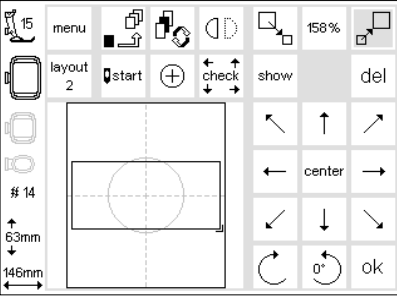 15
menu
158%
layout
2
start
check
show
del
# 14
center
63mm
146mm
0°
ok